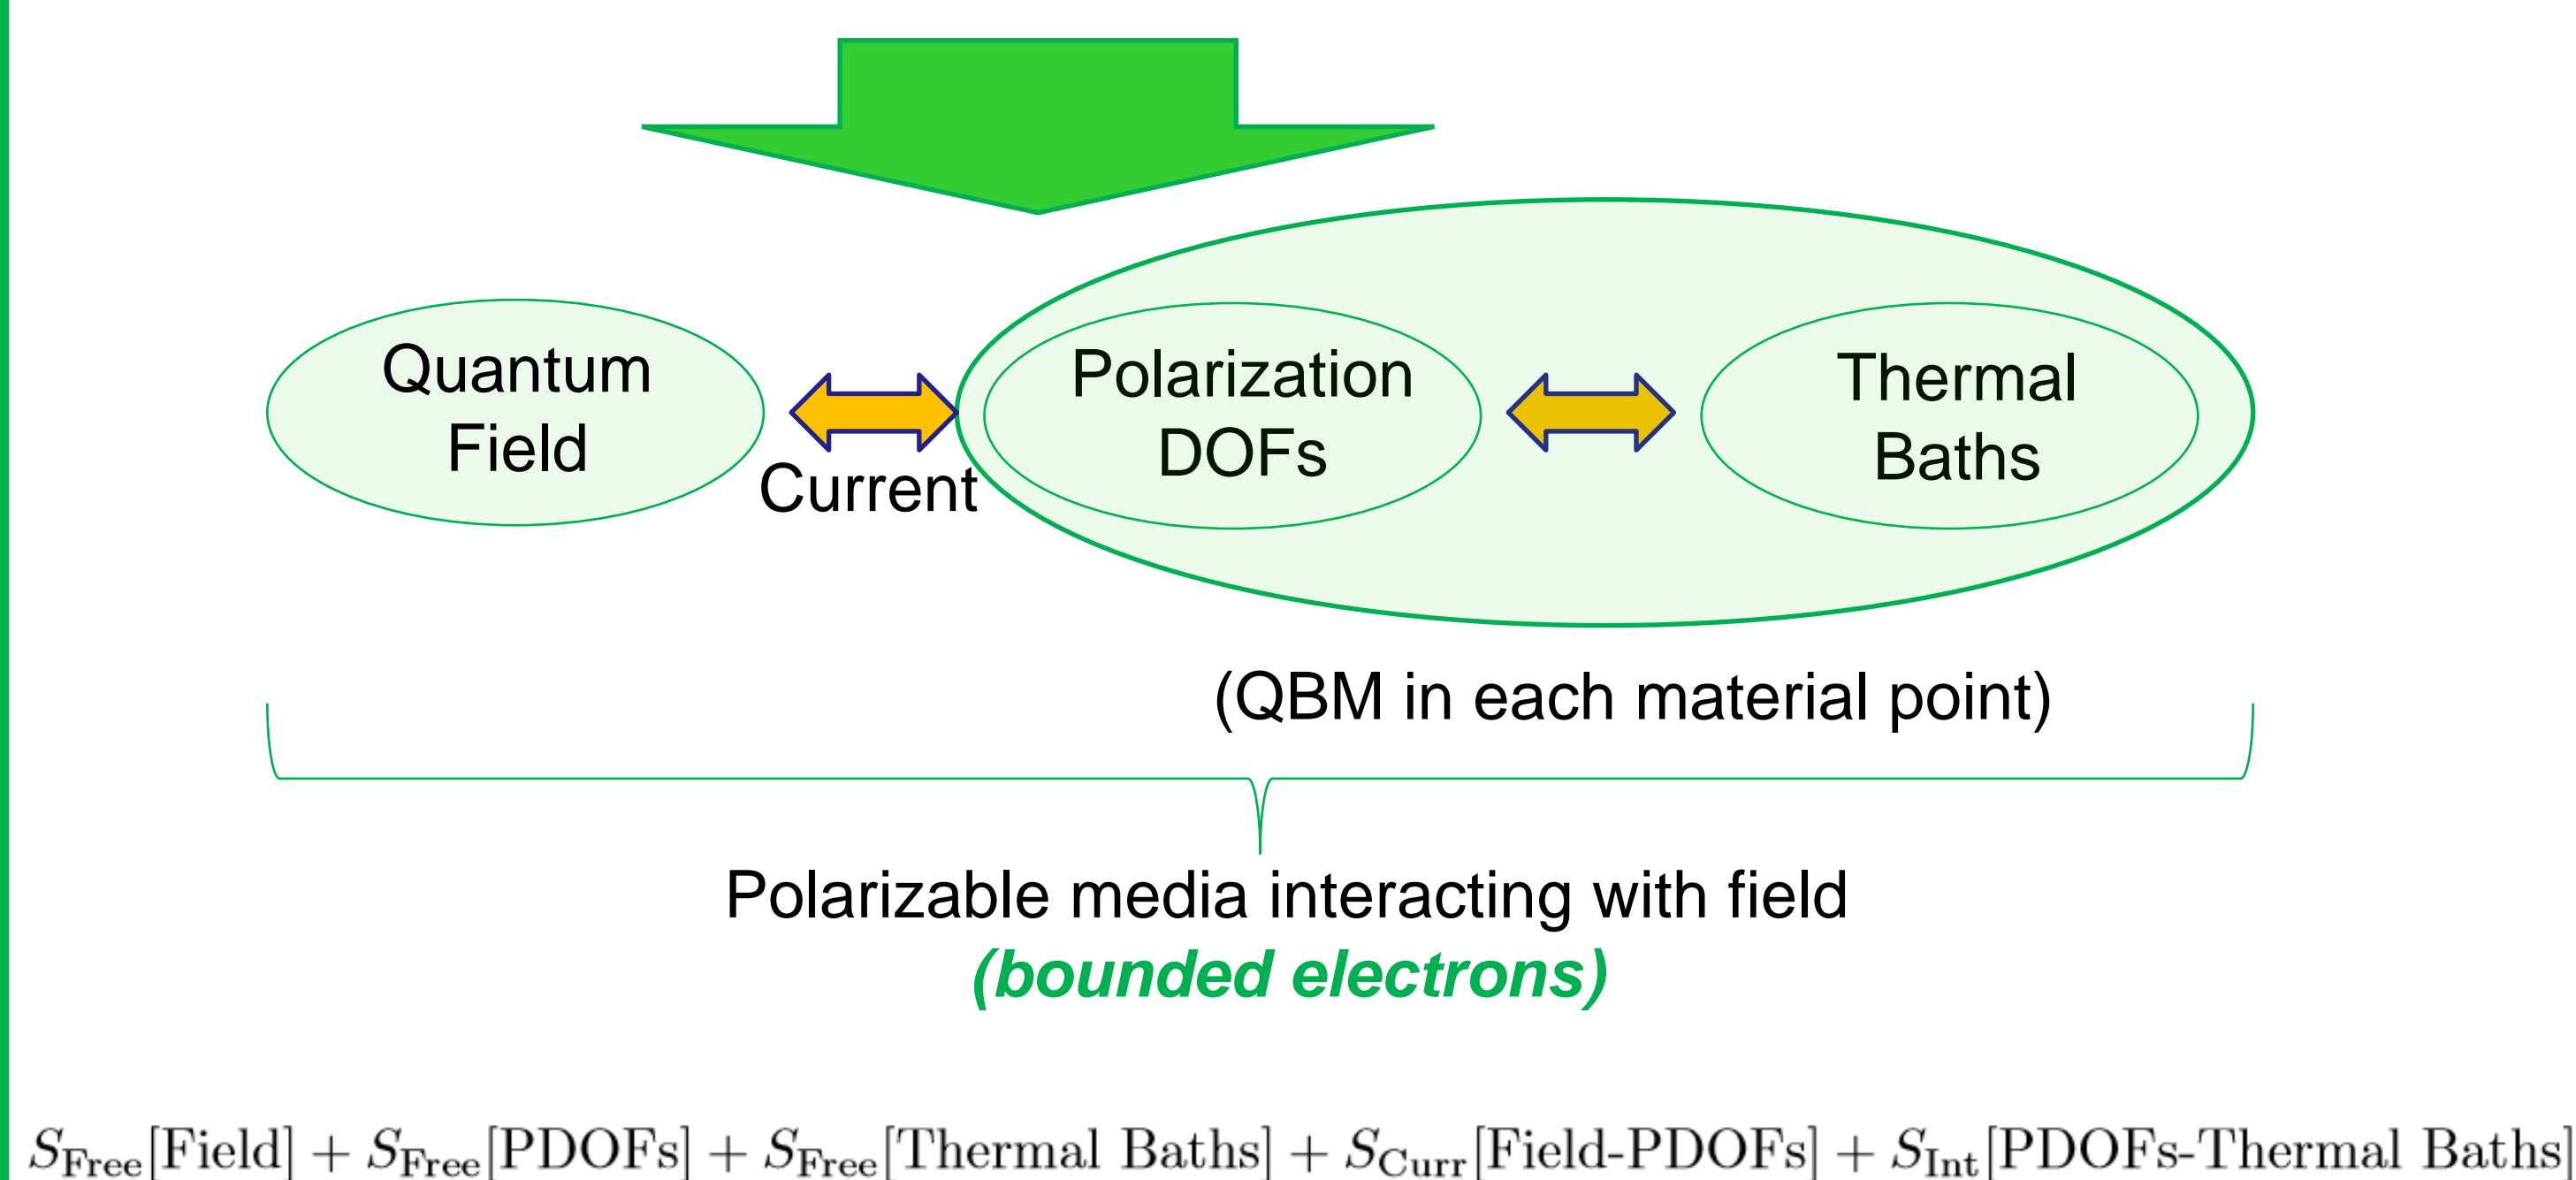 Quantum
Field
Current
Polarization
DOFs
Thermal
Baths
(QBM in each material point)
Polarizable media interacting with field
(bounded electrons)
S_Free[Field] + S_Free[PDOFs] + S_Free[Thermal Baths] + S_Curr[Field-PDOFs] + S_Int[PDOFs-Thermal Baths]